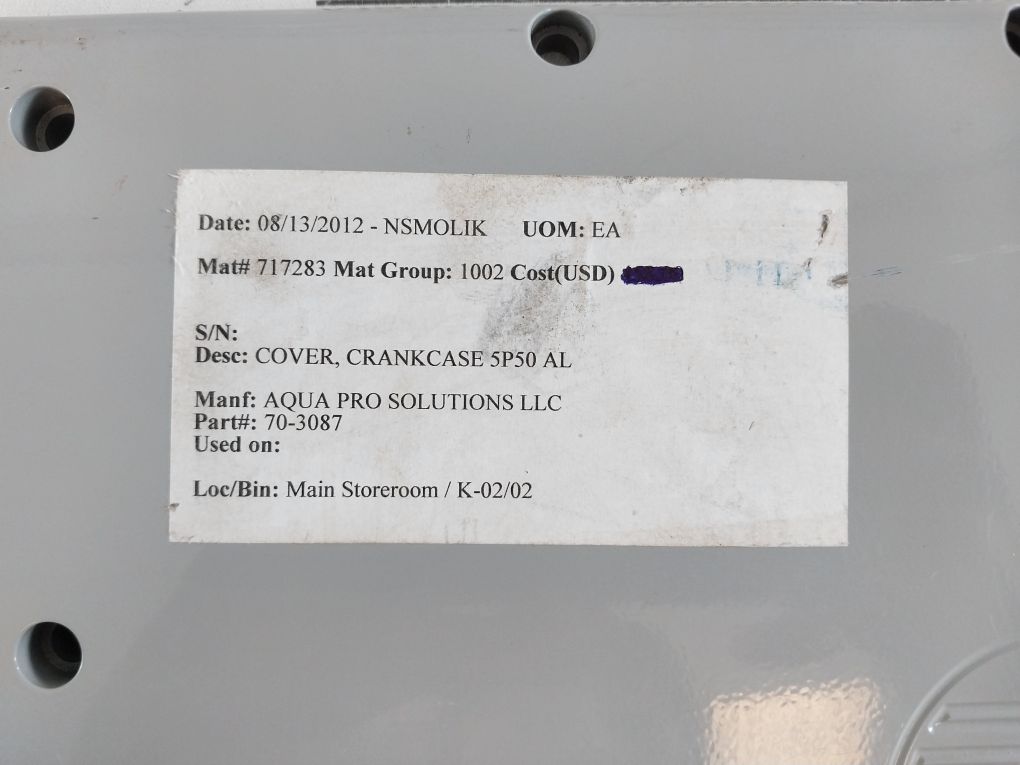 Date: 08/13/2012 - NSMOLIK UOM: EA
Mat# 717283 Mat Group: 1002 Cost(USD)
S/N:
Desc: COVER, CRANKCASE 5P50 AL
Manf: AQUA PRO SOLUTIONS LLC
Part#: 70-3087
Used on:
Loc/Bin: Main Storeroom / K-02/02